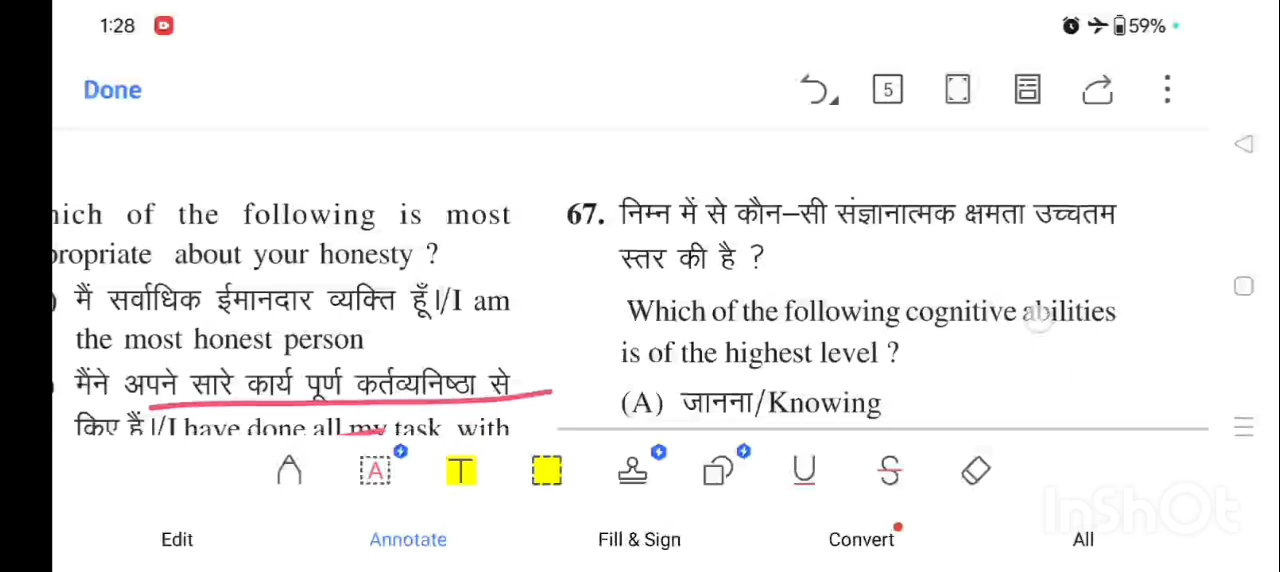 1:28
59%
Done
5
hich of the following is most
propriate about your honesty ?
मैं सर्वाधिक ईमानदार व्यक्ति हूँ।/I am
the most honest person
मैंने अपने सारे कार्य पूर्ण कर्तव्यनिष्ठा से
किए हैं।/I have done all my task with
67. निम्न में से कौन–सी संज्ञानात्मक क्षमता उच्चतम
स्तर की है ?
Which of the following cognitive abilities
is of the highest level ?
(A) जानना/Knowing
A
T
U
S
Edit
Annotate
Fill & Sign
Convert
All
InShOt